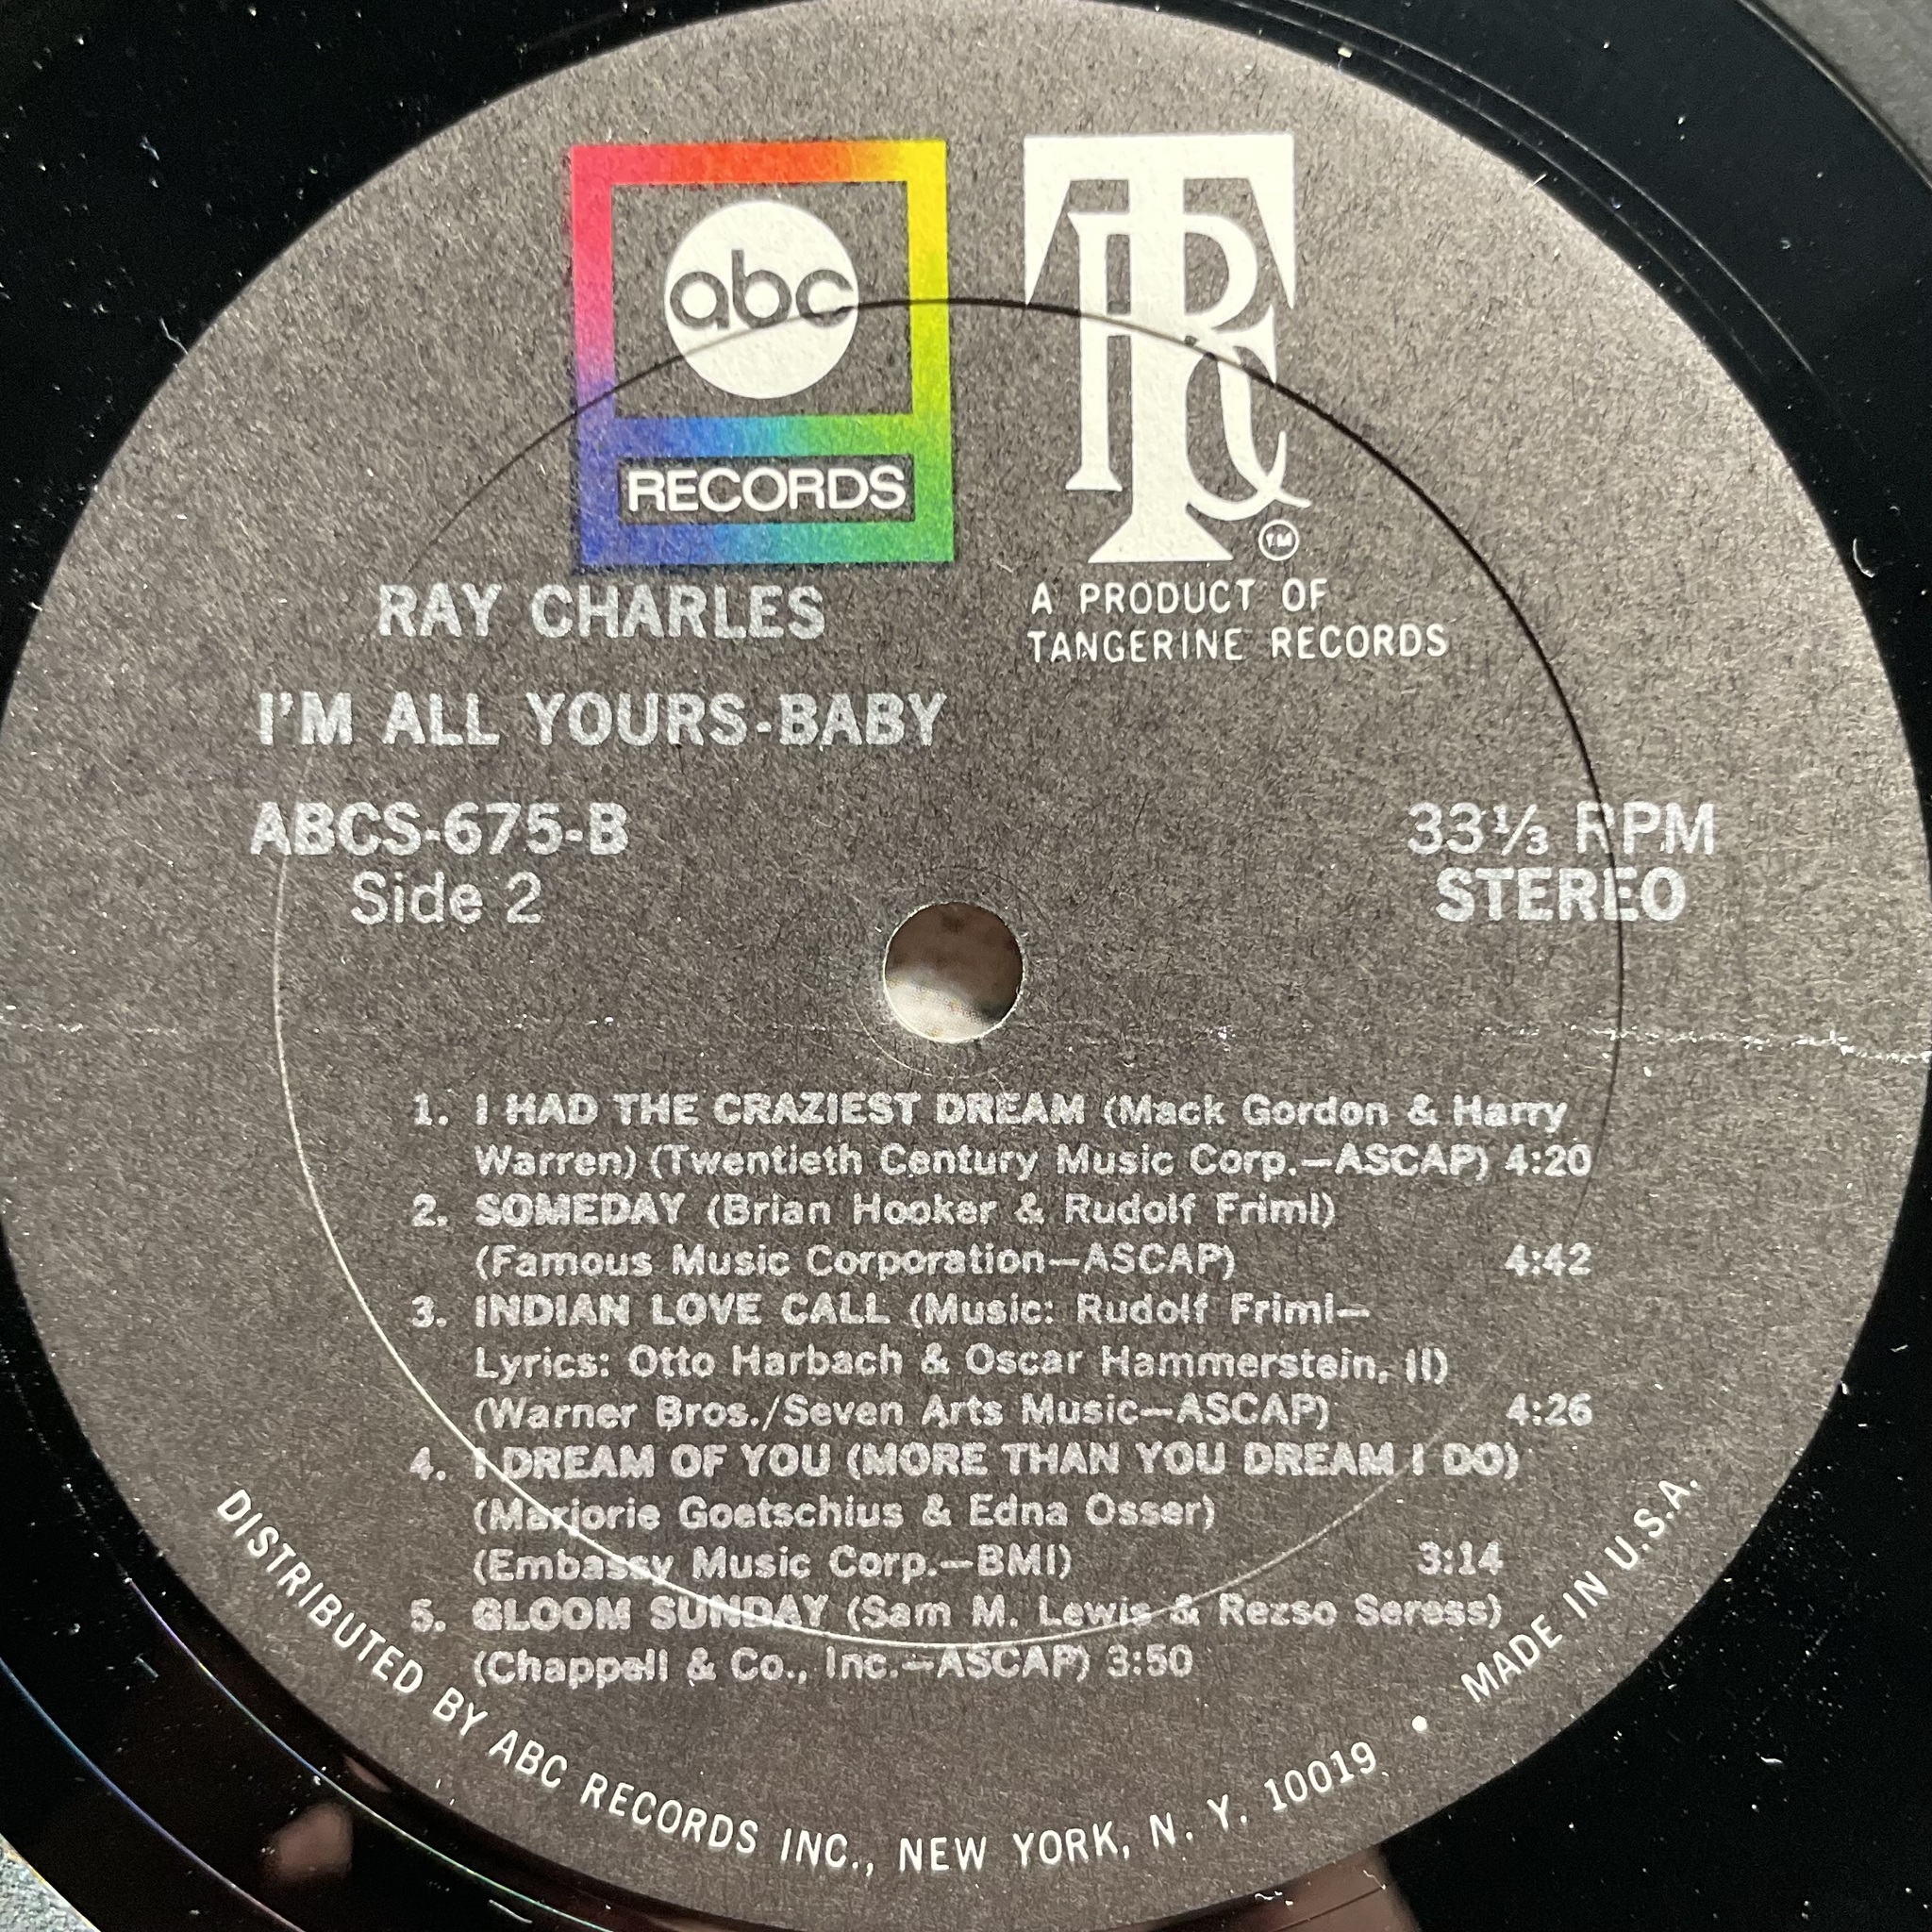 abc
RECORDS
TRC
TM
A PRODUCT OF
TANGERINE RECORDS
RAY CHARLES
I'M ALL YOURS-BABY
ABCS-675-B
Side 2
33⅓ RPM
STEREO
1. I HAD THE CRAZIEST DREAM (Mack Gordon & Harry
Warren) (Twentieth Century Music Corp.—ASCAP) 4:20
2. SOMEDAY (Brian Hooker & Rudolf Friml)
(Famous Music Corporation—ASCAP) 4:42
3. INDIAN LOVE CALL (Music: Rudolf Friml—
Lyrics: Otto Harbach & Oscar Hammerstein, II)
(Warner Bros./Seven Arts Music—ASCAP) 4:26
4. I DREAM OF YOU (MORE THAN YOU DREAM I DO)
(Marjorie Goetschius & Edna Osser)
(Embassy Music Corp.—BMI) 3:14
5. GLOOM SUNDAY (Sam M. Lewis & Rezso Seress)
(Chappell & Co., Inc.—ASCAP) 3:50
DISTRIBUTED BY ABC RECORDS INC., NEW YORK, N. Y. 10019 • MADE IN U.S.A.